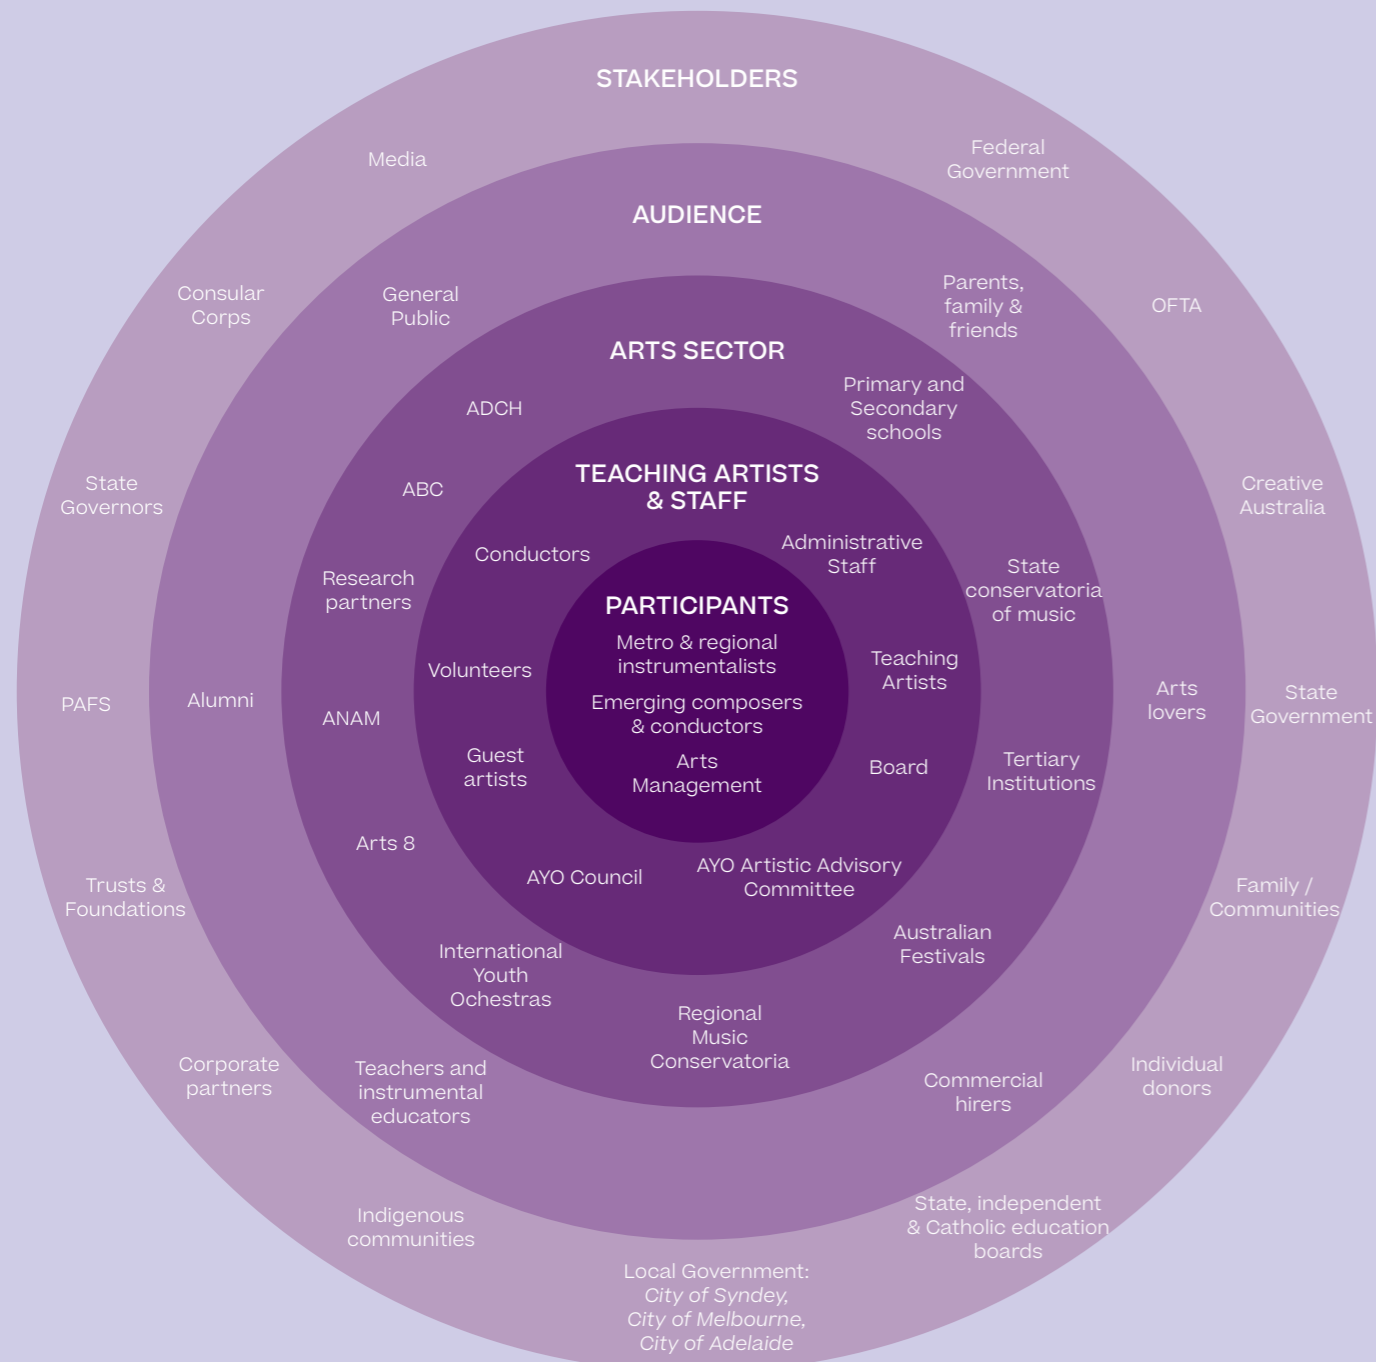 STAKEHOLDERS
Media
Federal
Government
Consular
Corps
OFTA
State
Governors
Creative
Australia
PAFS
State
Government
Trusts &
Foundations
Family /
Communities
Corporate
partners
Individual
donors
Indigenous
communities
State, independent
& Catholic education
boards
Local Government:
City of Syndey,
City of Melbourne,
City of Adelaide
AUDIENCE
General
Public
Parents,
family &
friends
Alumni
Arts
lovers
Teachers and
instrumental
educators
Commercial
hirers
ARTS SECTOR
ADCH
Primary and
Secondary
schools
ABC
Research
partners
State
conservatoria
of music
ANAM
Tertiary
Institutions
Arts 8
Australian
Festivals
International
Youth
Ochestras
Regional
Music
Conservatoria
TEACHING ARTISTS
& STAFF
Conductors
Administrative
Staff
Volunteers
Teaching
Artists
Guest
artists
Board
AYO Council
AYO Artistic Advisory
Committee
PARTICIPANTS
Metro & regional
instrumentalists
Emerging composers
& conductors
Arts
Management